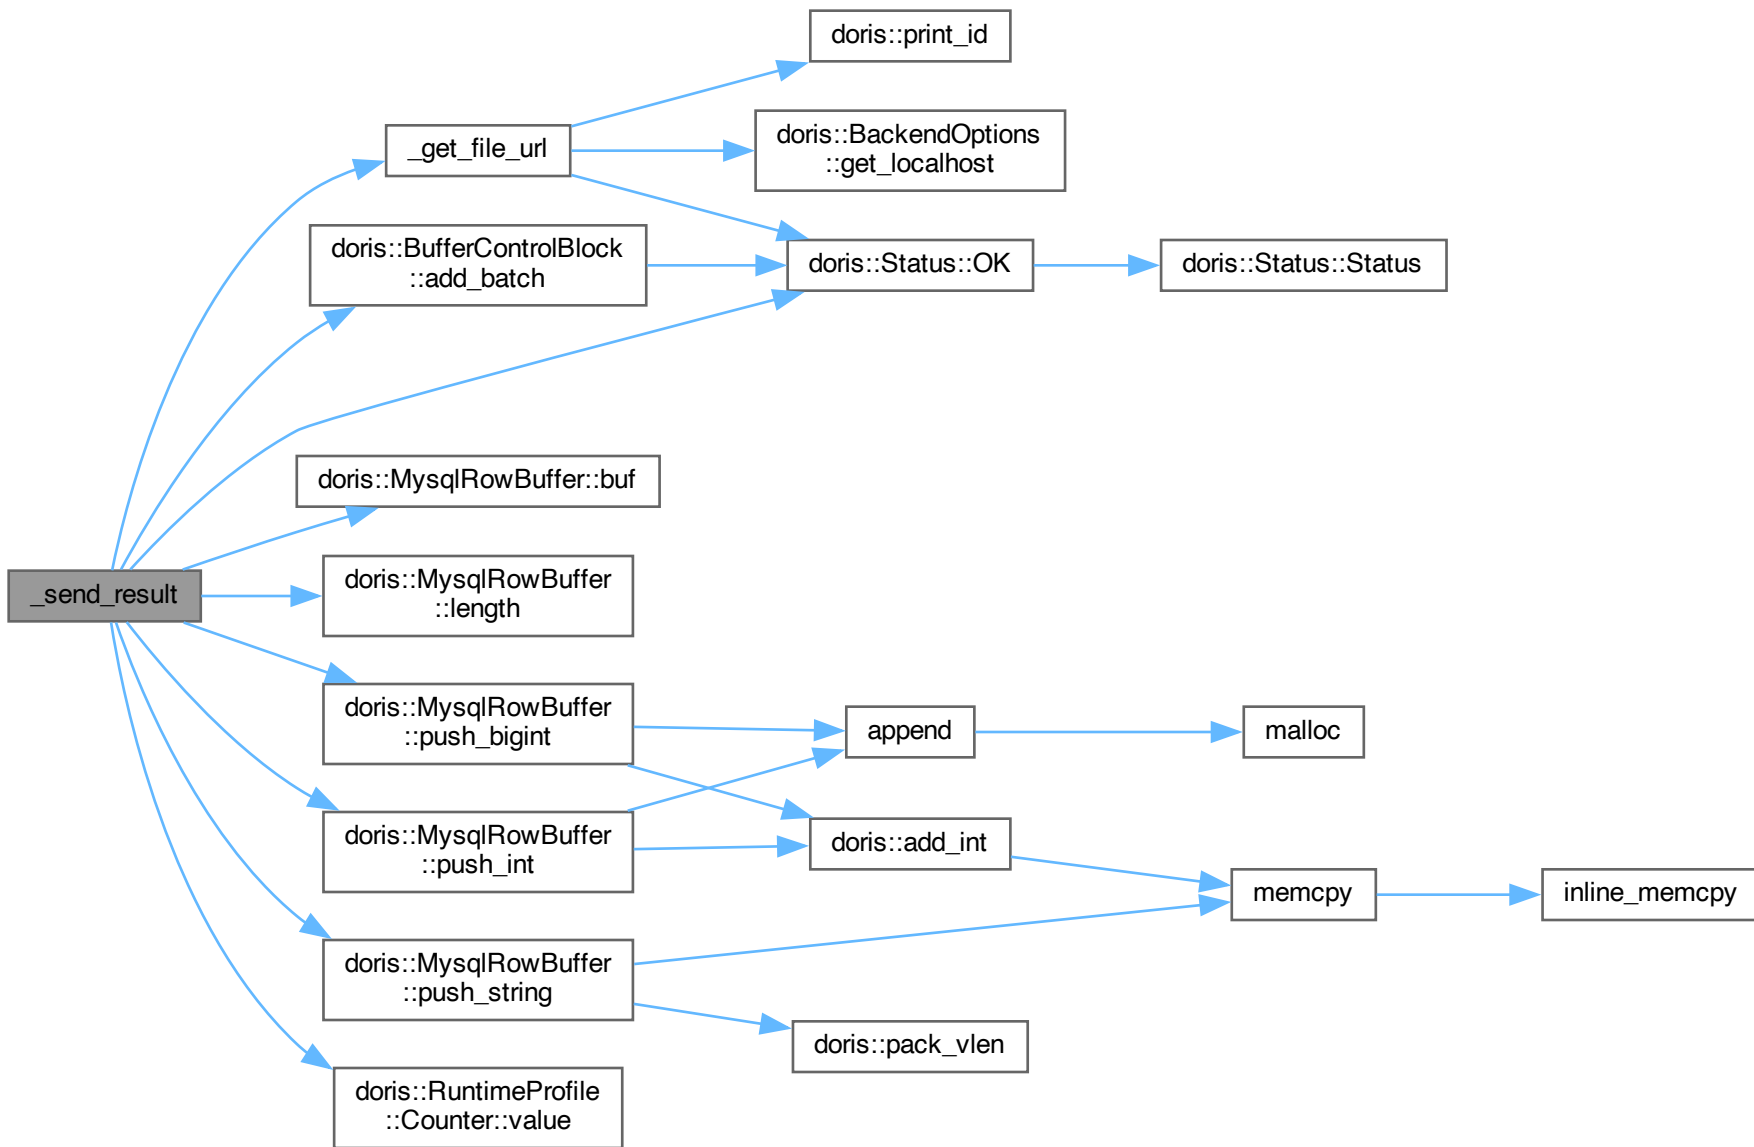 doris::print_id
_get_file_url
doris::BackendOptions
::get_localhost
doris::BufferControlBlock
::add_batch
doris::Status::OK
doris::Status::Status
doris::MysqlRowBuffer::buf
_send_result
doris::MysqlRowBuffer
::length
doris::MysqlRowBuffer
::push_bigint
append
malloc
doris::MysqlRowBuffer
::push_int
doris::add_int
memcpy
inline_memcpy
doris::MysqlRowBuffer
::push_string
doris::pack_vlen
doris::RuntimeProfile
::Counter::value